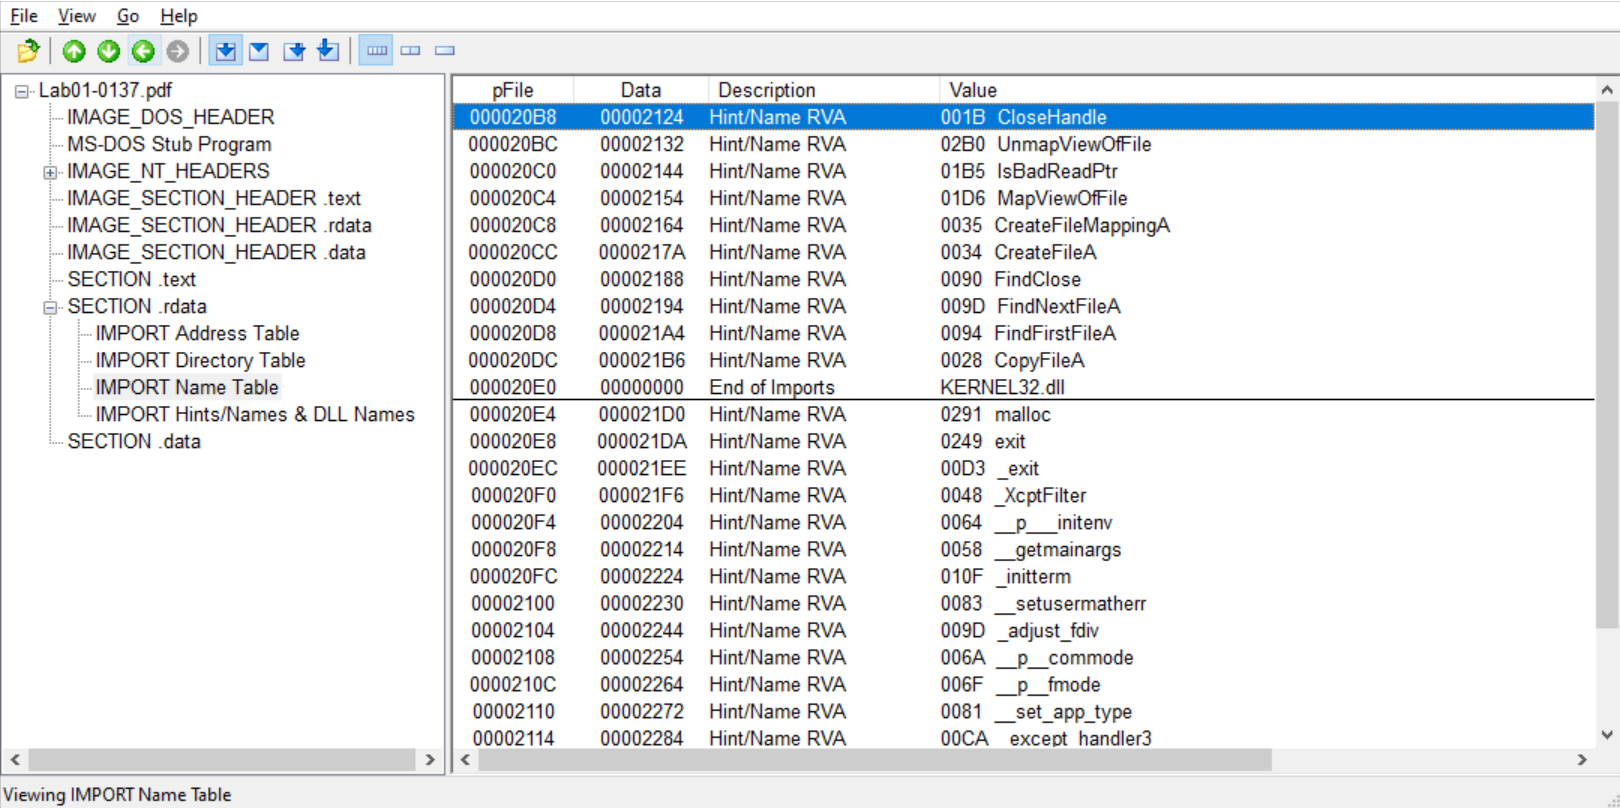 File View Go Help
Lab01-0137.pdf
IMAGE_DOS_HEADER
MS-DOS Stub Program
IMAGE_NT_HEADERS
IMAGE_SECTION_HEADER .text
IMAGE_SECTION_HEADER .rdata
IMAGE_SECTION_HEADER .data
SECTION .text
SECTION .rdata
IMPORT Address Table
IMPORT Directory Table
IMPORT Name Table
IMPORT Hints/Names & DLL Names
SECTION .data
pFile Data Description Value
000020B8 00002124 Hint/Name RVA 001B CloseHandle
000020BC 00002132 Hint/Name RVA 02B0 UnmapViewOfFile
000020C0 00002144 Hint/Name RVA 01B5 IsBadReadPtr
000020C4 00002154 Hint/Name RVA 01D6 MapViewOfFile
000020C8 00002164 Hint/Name RVA 0035 CreateFileMappingA
000020CC 0000217A Hint/Name RVA 0034 CreateFileA
000020D0 00002188 Hint/Name RVA 0090 FindClose
000020D4 00002194 Hint/Name RVA 009D FindNextFileA
000020D8 000021A4 Hint/Name RVA 0094 FindFirstFileA
000020DC 000021B6 Hint/Name RVA 0028 CopyFileA
000020E0 00000000 End of Imports KERNEL32.dll
000020E4 000021D0 Hint/Name RVA 0291 malloc
000020E8 000021DA Hint/Name RVA 0249 exit
000020EC 000021EE Hint/Name RVA 00D3 _exit
000020F0 000021F6 Hint/Name RVA 0048 _XcptFilter
000020F4 00002204 Hint/Name RVA 0064 __p___initenv
000020F8 00002214 Hint/Name RVA 0058 __getmainargs
000020FC 00002224 Hint/Name RVA 010F _initterm
00002100 00002230 Hint/Name RVA 0083 __setusermatherr
00002104 00002244 Hint/Name RVA 009D _adjust_fdiv
00002108 00002254 Hint/Name RVA 006A __p__commode
0000210C 00002264 Hint/Name RVA 006F __p__fmode
00002110 00002272 Hint/Name RVA 0081 __set_app_type
00002114 00002284 Hint/Name RVA 00CA _except_handler3
Viewing IMPORT Name Table